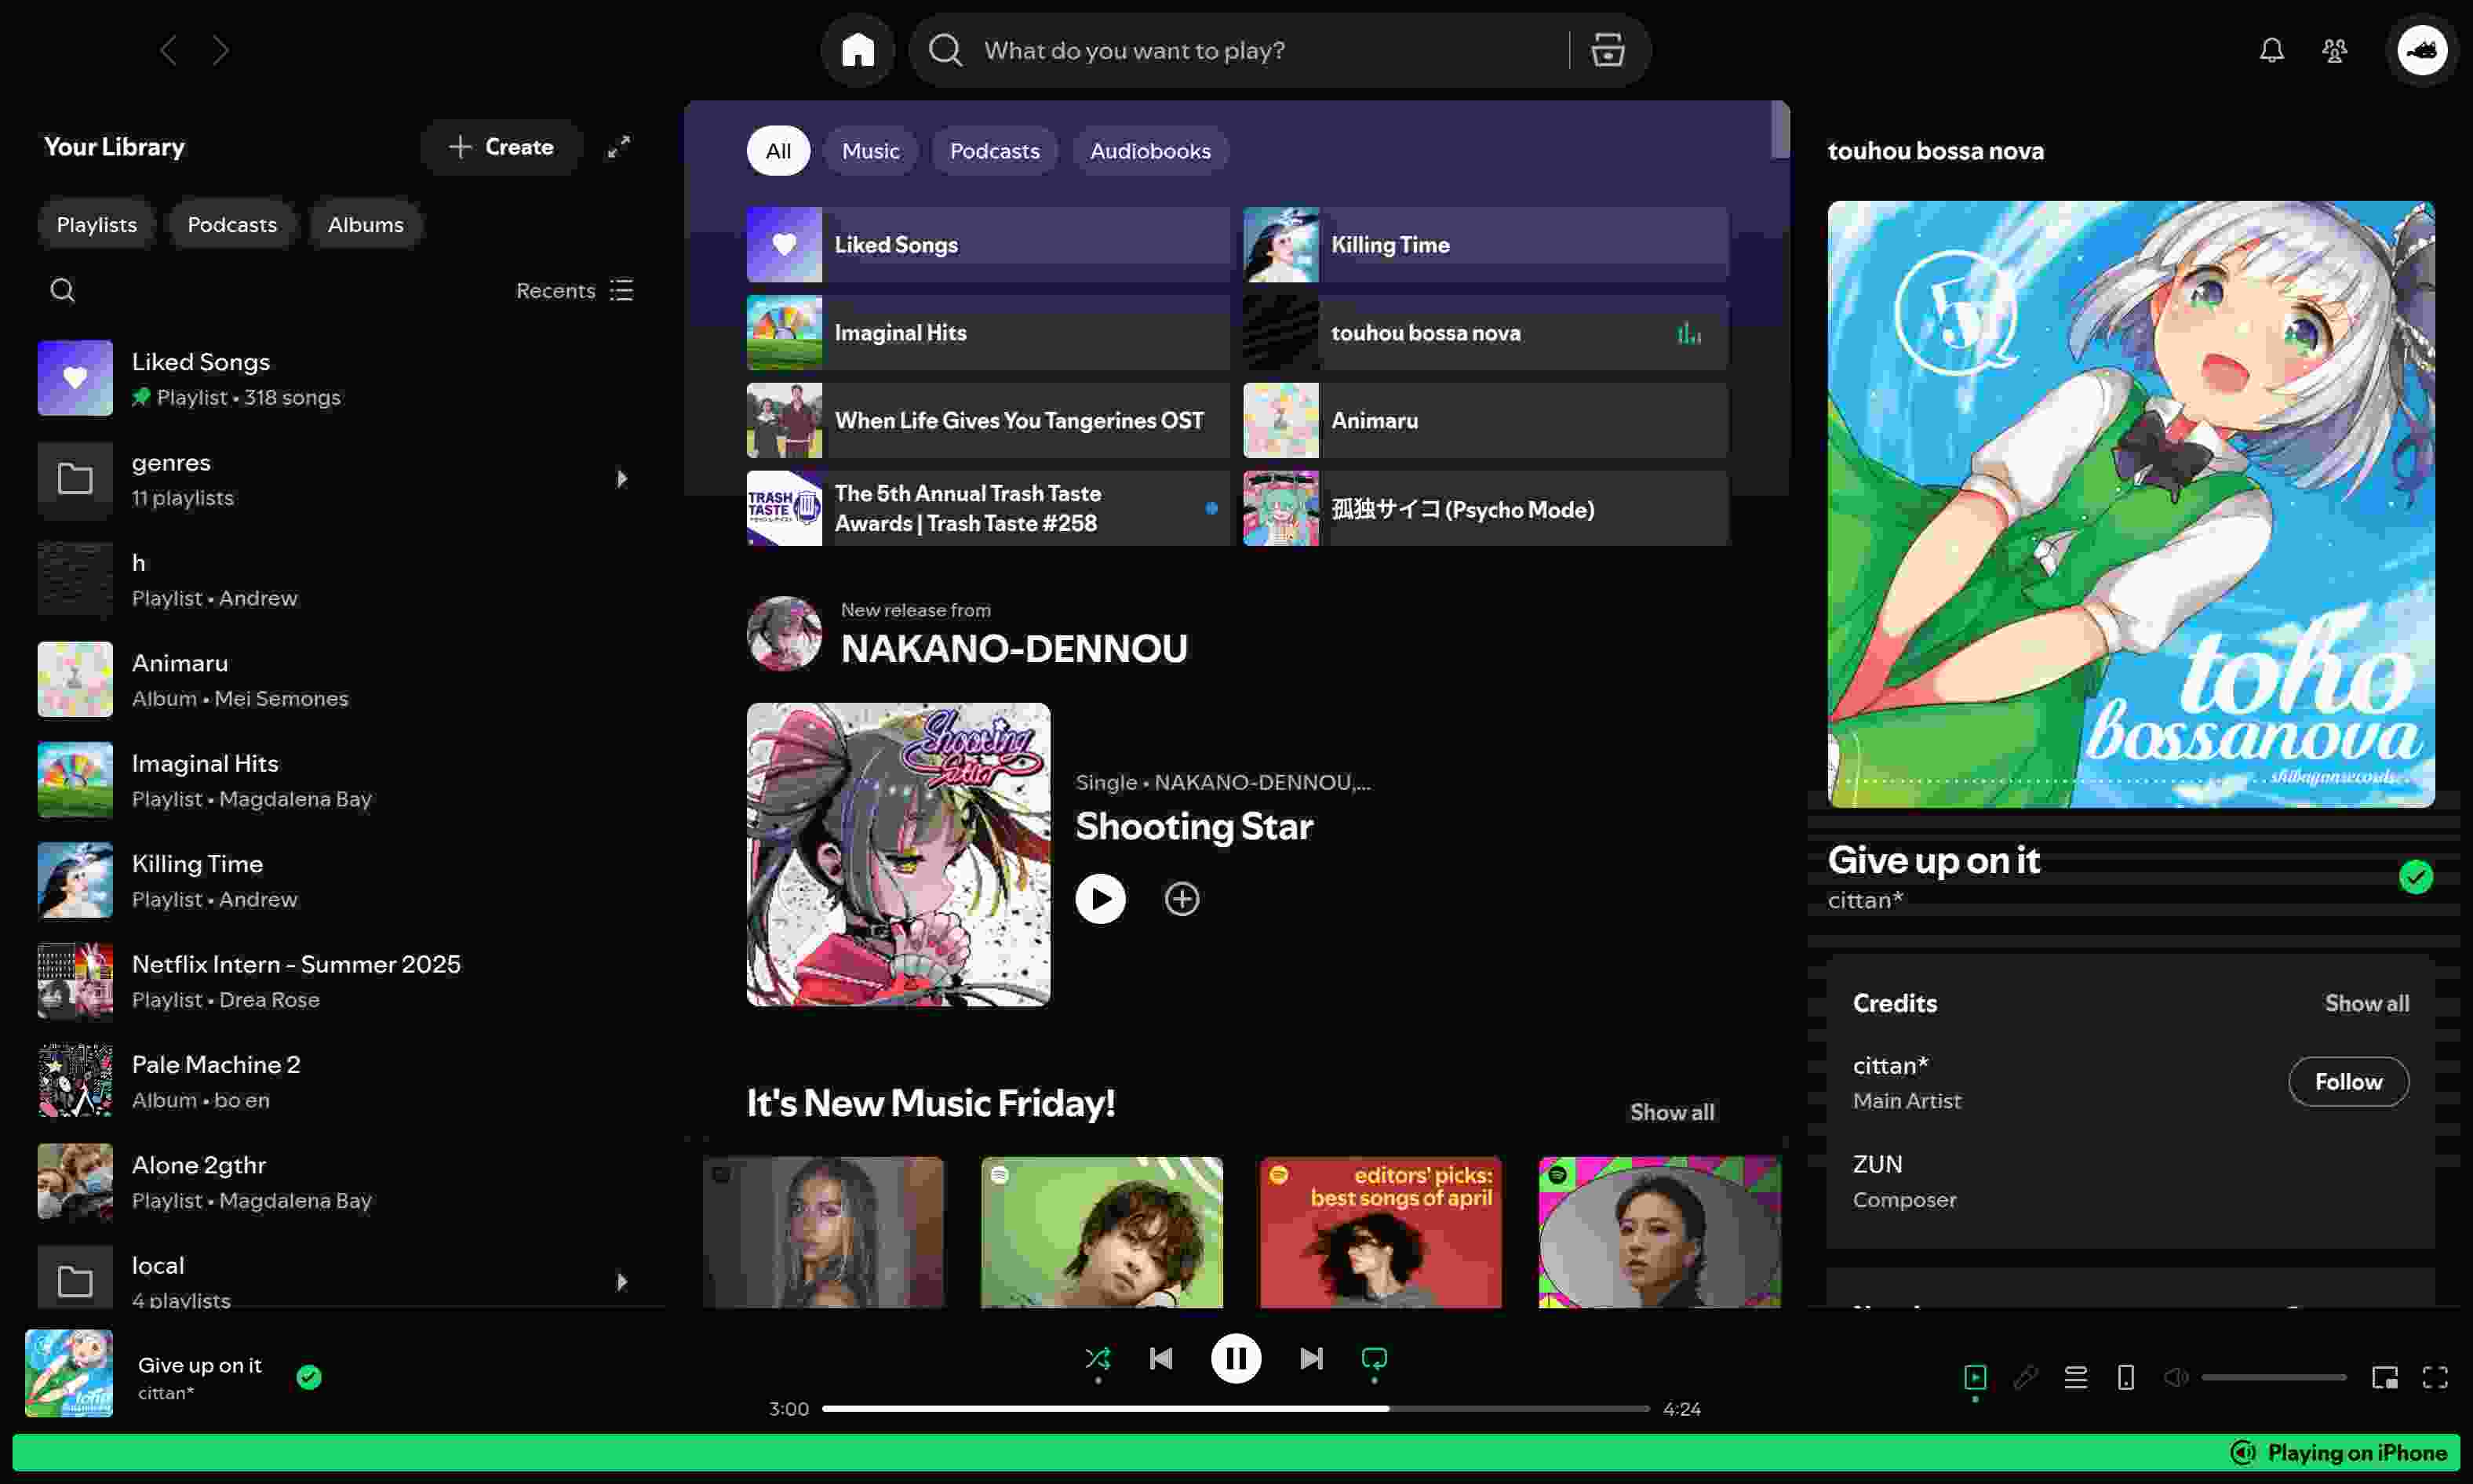 What do you want to play?
Your Library
Create
Playlists
Podcasts
Albums
Recents
Liked Songs
Playlist • 318 songs
genres
11 playlists
h
Playlist • Andrew
Animaru
Album • Mei Semones
Imaginal Hits
Playlist • Magdalena Bay
Killing Time
Playlist • Andrew
Netflix Intern - Summer 2025
Playlist • Drea Rose
Pale Machine 2
Album • bo en
Alone 2gthr
Playlist • Magdalena Bay
local
4 playlists
All
Music
Podcasts
Audiobooks
Liked Songs
Killing Time
Imaginal Hits
touhou bossa nova
When Life Gives You Tangerines OST
Animaru
TRASH
TASTE
The 5th Annual Trash Taste
Awards | Trash Taste #258
孤独サイコ (Psycho Mode)
New release from
NAKANO-DENNOU
Shooting
Star
Single • NAKANO-DENNOU,...
Shooting Star
It's New Music Friday!
Show all
editors' picks:
best songs of april
touhou bossa nova
toho
bossanova
shibayanrecords
Give up on it
cittan*
Credits
Show all
cittan*
Main Artist
Follow
ZUN
Composer
Give up on it
cittan*
3:00
4:24
Playing on iPhone